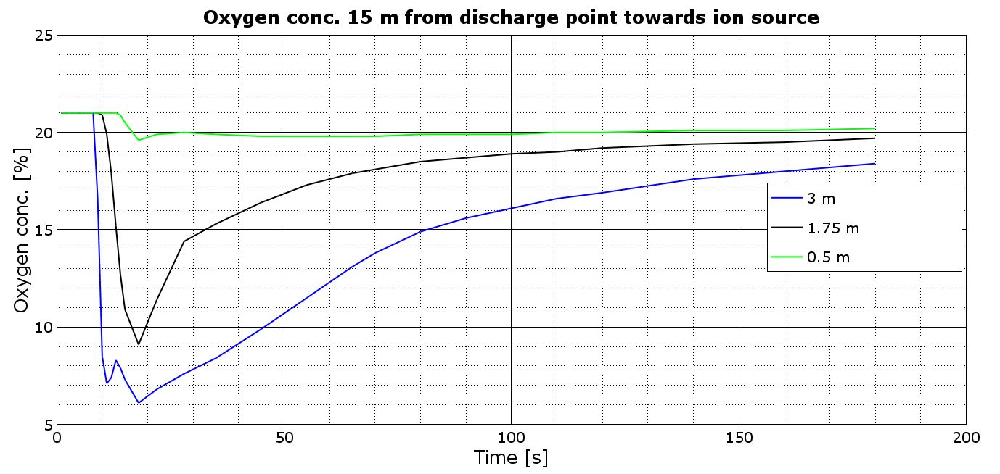 Oxygen conc. 15 m from discharge point towards ion source
25
20
15
10
5
Oxygen conc. [%]
3 m
1.75 m
0.5 m
0 50 100 150 200
Time [s]